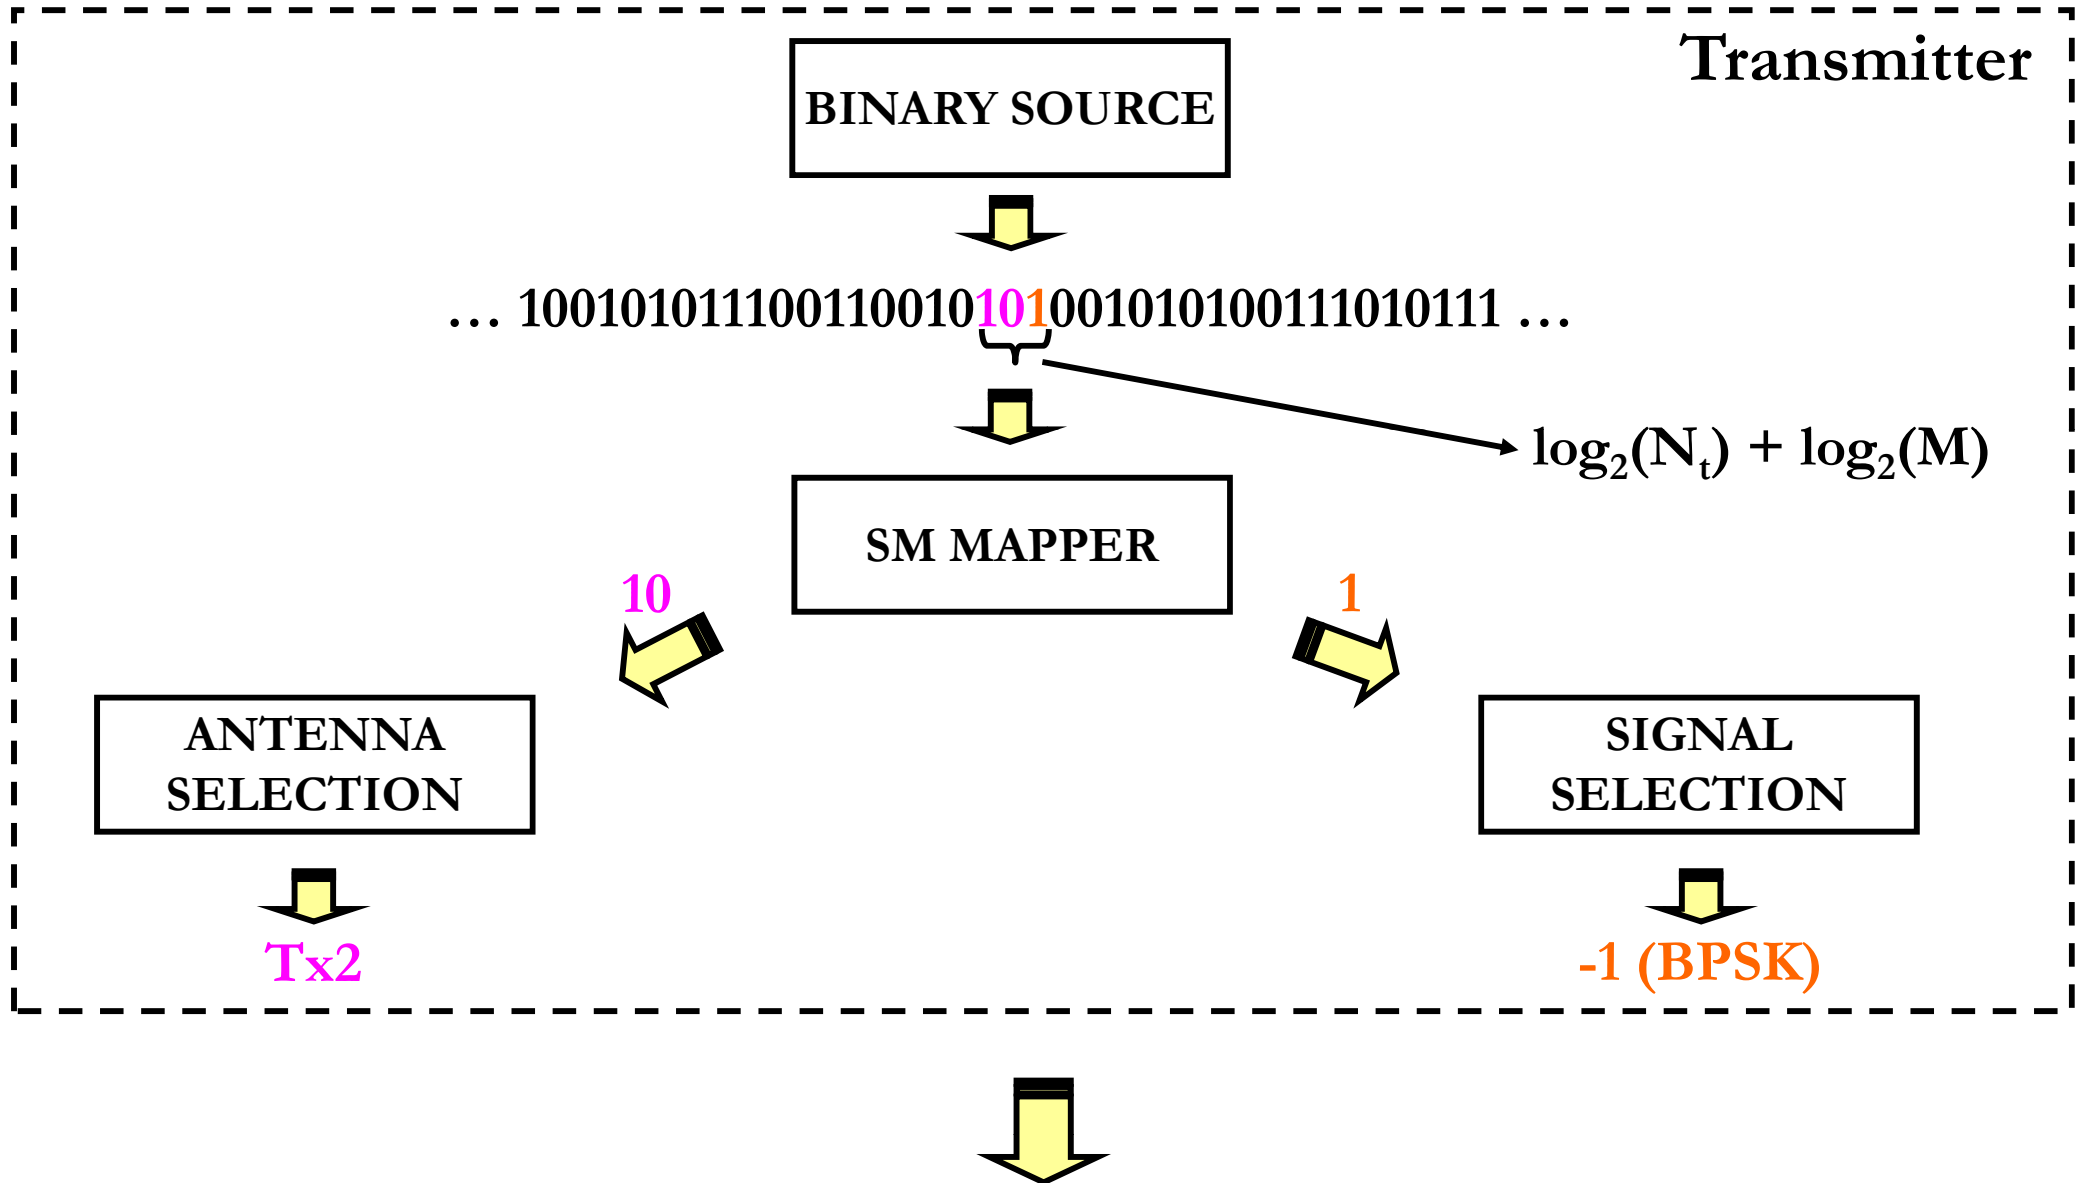 Transmitter
BINARY SOURCE
… 100101011100110010101001010100111010111 …
log₂(Nₜ) + log₂(M)
SM MAPPER
10
1
ANTENNA
SELECTION
SIGNAL
SELECTION
Tx2
-1 (BPSK)